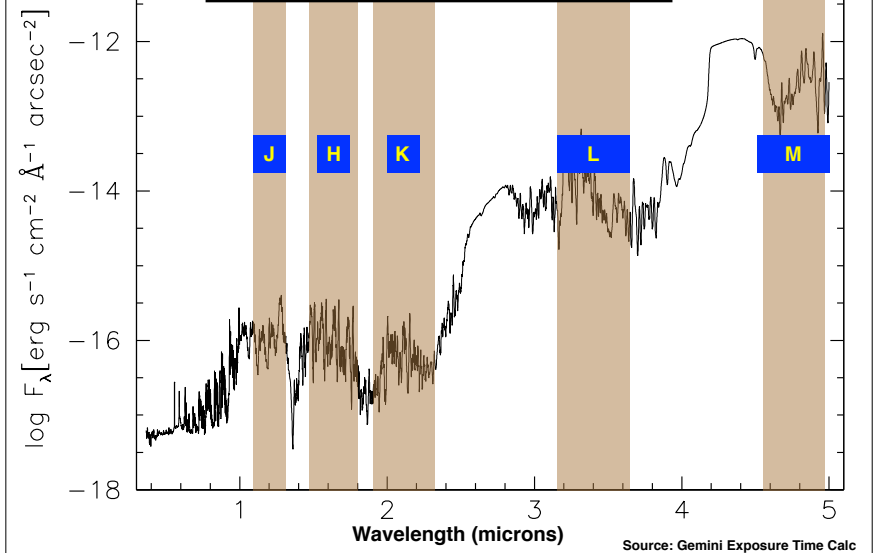 log F_λ[erg s⁻¹ cm⁻² Å⁻¹ arcsec⁻²]
−12
−14
−16
−18
J H K L M
1 2 3 4 5
Wavelength (microns)
Source: Gemini Exposure Time Calc